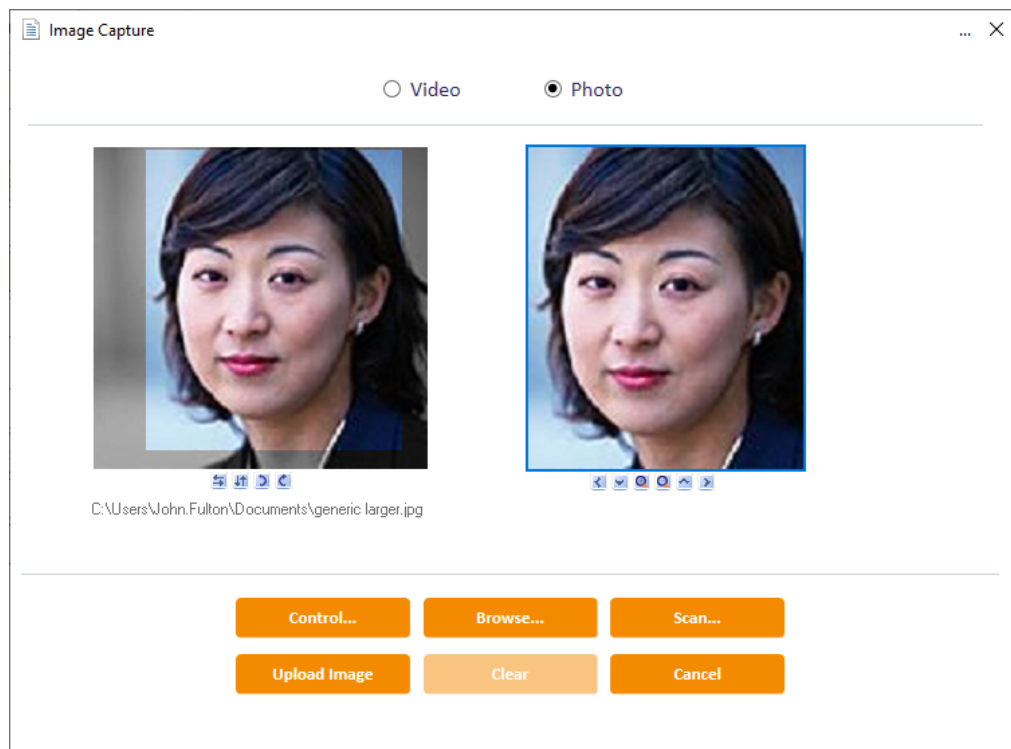 Image Capture ...
Video Photo
C:\Users\John.Fulton\Documents\generic larger.jpg
Control... Browse... Scan...
Upload Image Clear Cancel